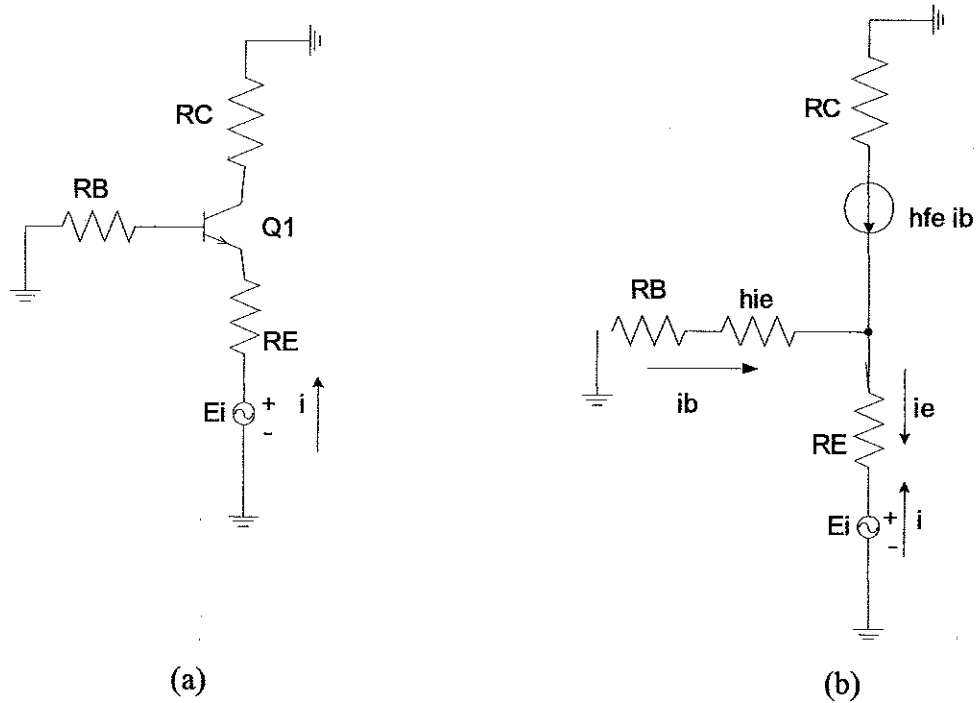 RC
RB
Q1
RE
Ei
+
-
i
(a)
RC
hfe ib
RB
hie
ib
ie
RE
Ei
+
-
i
(b)